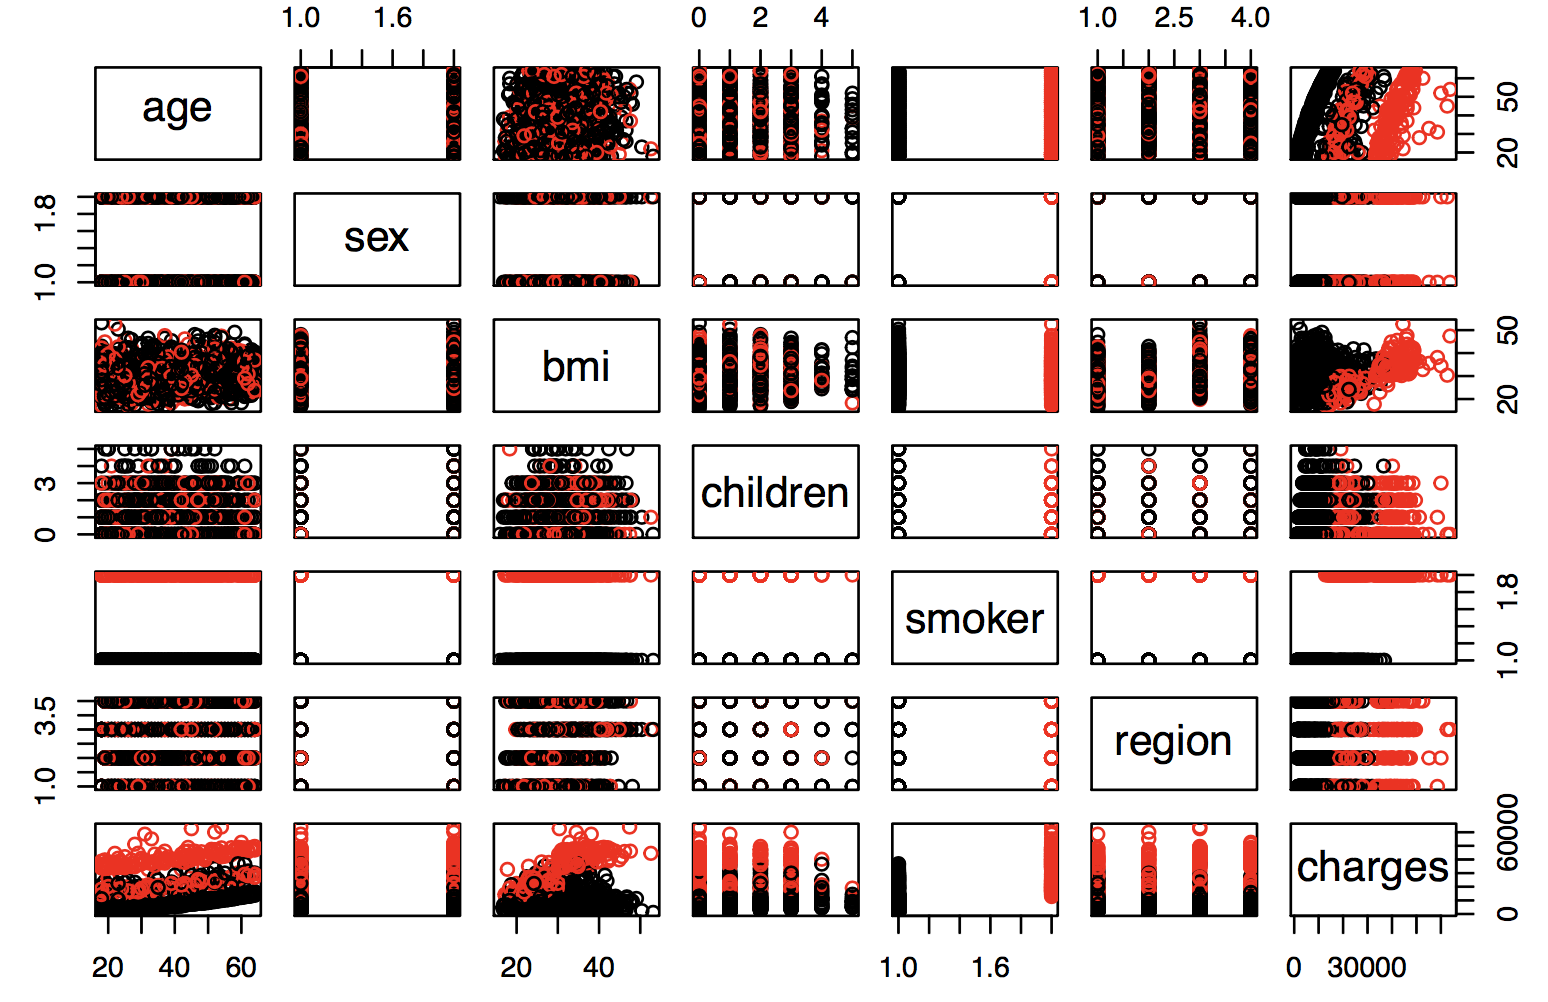 1.0 1.6 0 2 4 1.0 2.5 4.0
age 20 50
1.0 1.8 sex
bmi 20 50
0 3 children
smoker 1.0 1.8
1.0 3.5 region
charges 0 60000
20 40 60 20 40 1.0 1.6 0 30000